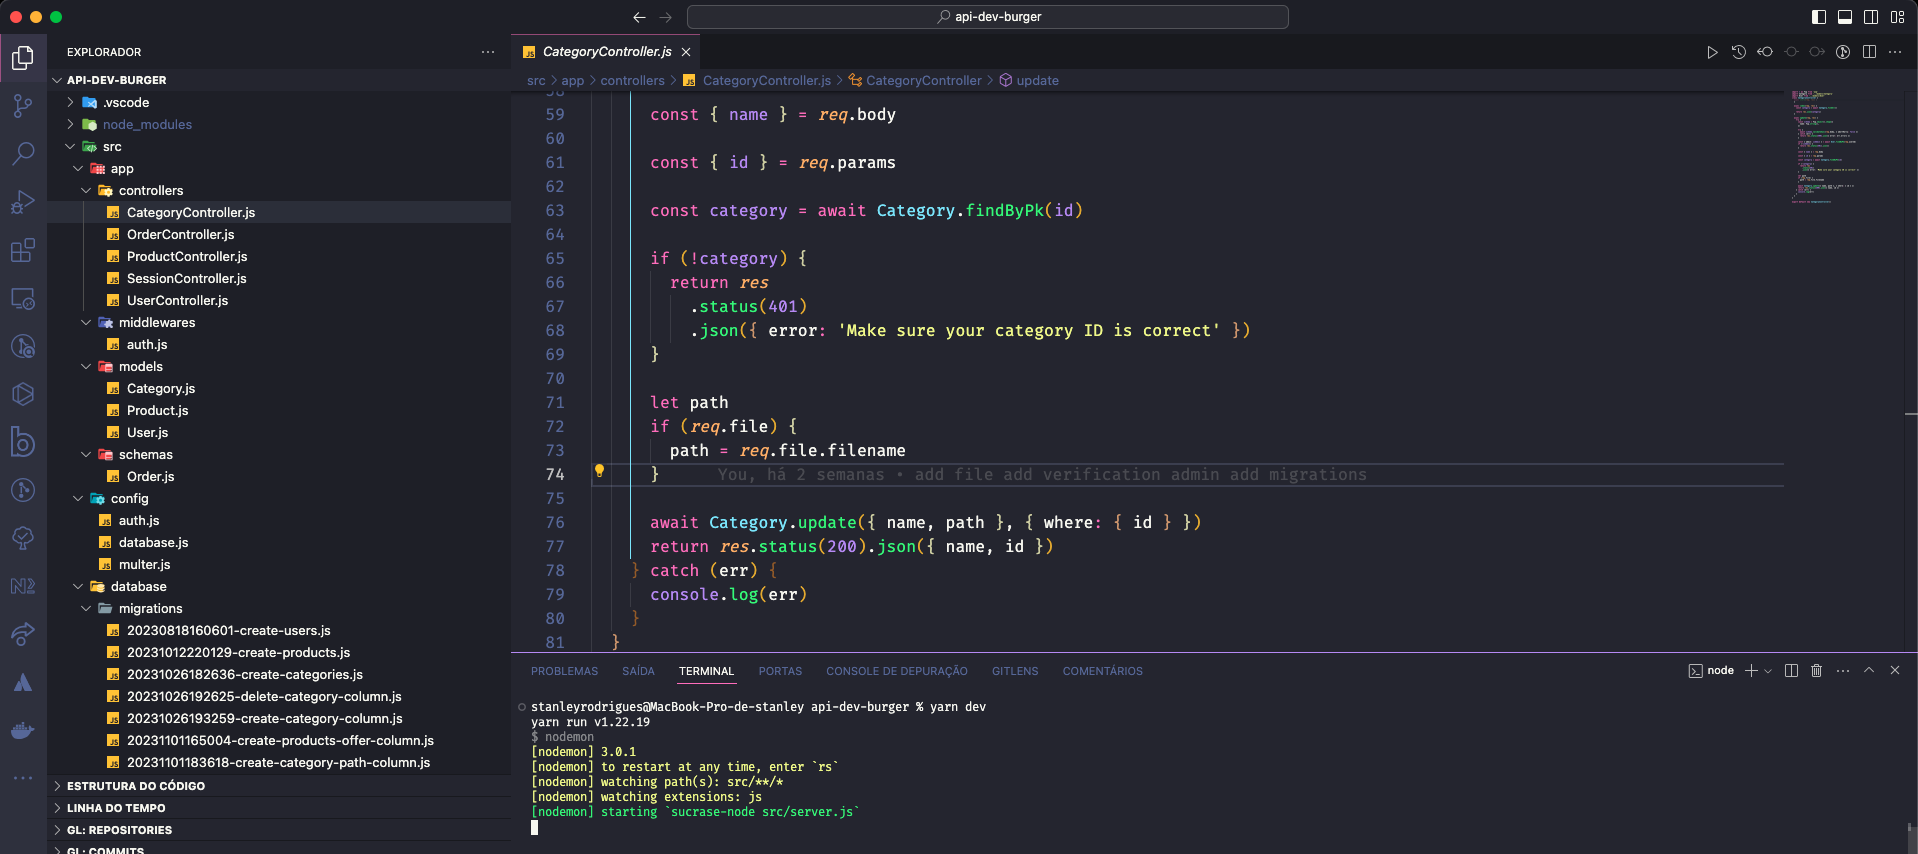 api-dev-burger
EXPLORADOR
API-DEV-BURGER
.vscode
node_modules
src
app
controllers
CategoryController.js
OrderController.js
ProductController.js
SessionController.js
UserController.js
middlewares
auth.js
models
Category.js
Product.js
User.js
schemas
Order.js
config
auth.js
database.js
multer.js
database
migrations
20230818160601-create-users.js
20231012220129-create-products.js
20231026182636-create-categories.js
20231026192625-delete-category-column.js
20231026193259-create-category-column.js
20231101165004-create-products-offer-column.js
20231101183618-create-category-path-column.js
ESTRUTURA DO CÓDIGO
LINHA DO TEMPO
GL: REPOSITORIES
GL: COMMITS
CategoryController.js
src > app > controllers > CategoryController.js > CategoryController > update
58
59 const { name } = req.body
60
61 const { id } = req.params
62
63 const category = await Category.findByPk(id)
64
65 if (!category) {
66 return res
67 .status(401)
68 .json({ error: 'Make sure your category ID is correct' })
69 }
70
71 let path
72 if (req.file) {
73 path = req.file.filename
74 } You, há 2 semanas • add file add verification admin add migrations
75
76 await Category.update({ name, path }, { where: { id } })
77 return res.status(200).json({ name, id })
78 } catch (err) {
79 console.log(err)
80 }
81 }
PROBLEMAS SAÍDA TERMINAL PORTAS CONSOLE DE DEPURAÇÃO GITLENS COMENTÁRIOS
node
stanleyrodrigues@MacBook-Pro-de-stanley api-dev-burger % yarn dev
yarn run v1.22.19
$ nodemon
[nodemon] 3.0.1
[nodemon] to restart at any time, enter `rs`
[nodemon] watching path(s): src/**/*
[nodemon] watching extensions: js
[nodemon] starting `sucrase-node src/server.js`